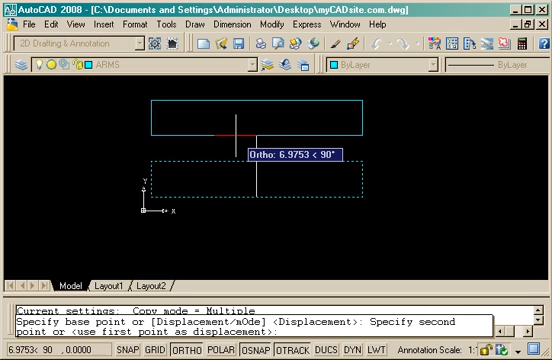 AutoCAD 2008 - [C:\Documents and Settings\Administrator\Desktop\myCADsite.com.dwg]
File Edit View Insert Format Tools Draw Dimension Modify Express Window Help
2D Drafting & Annotation
ARMS ByLayer ByLayer
Ortho: 6.9753 < 90°
Y
X
Model Layout1 Layout2
Current settings: Copy mode = Multiple
Specify base point or [Displacement/mOde] <Displacement>: Specify second
point or <use first point as displacement>:
6.9753< 90 ,0.0000 SNAP GRID ORTHO POLAR OSNAP OTRACK DUCS DYN LWT Annotation Scale: 1: